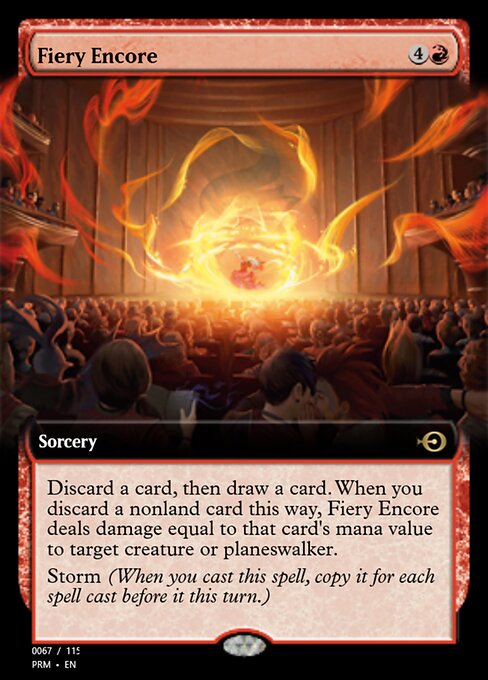 Fiery Encore 4
Sorcery
Discard a card, then draw a card. When you
discard a nonland card this way, Fiery Encore
deals damage equal to that card's mana value
to target creature or planeswalker.
Storm (When you cast this spell, copy it for each
spell cast before it this turn.)
0067 / 115
PRM • EN